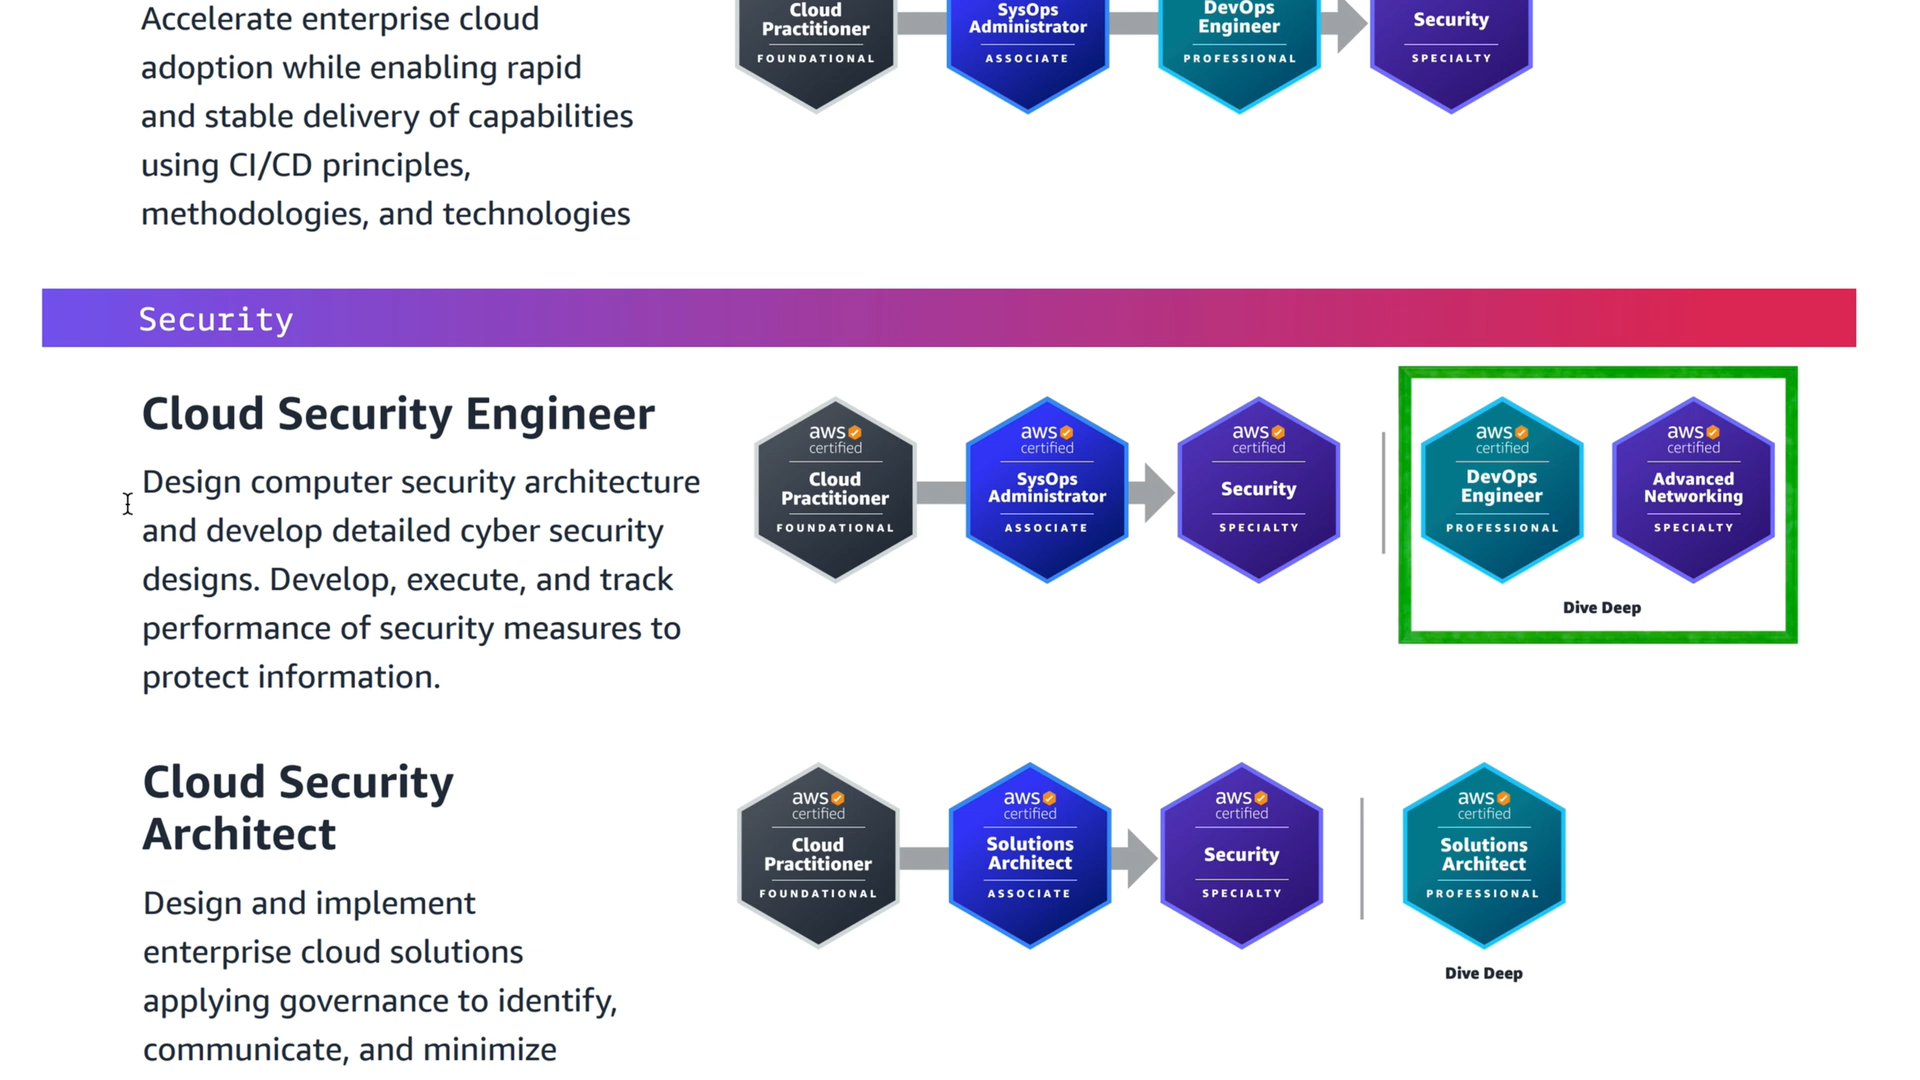 Accelerate enterprise cloud
adoption while enabling rapid
and stable delivery of capabilities
using CI/CD principles,
methodologies, and technologies
Cloud
Practitioner
FOUNDATIONAL
SysOps
Administrator
ASSOCIATE
DevOps
Engineer
PROFESSIONAL
Security
SPECIALTY
Security
Cloud Security Engineer
Design computer security architecture
and develop detailed cyber security
designs. Develop, execute, and track
performance of security measures to
protect information.
aws
certified
Cloud
Practitioner
FOUNDATIONAL
aws
certified
SysOps
Administrator
ASSOCIATE
aws
certified
Security
SPECIALTY
aws
certified
DevOps
Engineer
PROFESSIONAL
aws
certified
Advanced
Networking
SPECIALTY
Dive Deep
Cloud Security
Architect
Design and implement
enterprise cloud solutions
applying governance to identify,
communicate, and minimize
aws
certified
Cloud
Practitioner
FOUNDATIONAL
aws
certified
Solutions
Architect
ASSOCIATE
aws
certified
Security
SPECIALTY
aws
certified
Solutions
Architect
PROFESSIONAL
Dive Deep